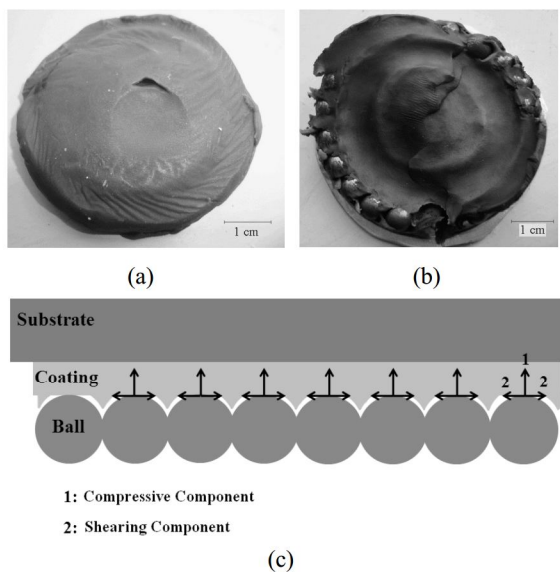 1 cm
1 cm
(a)
(b)
Substrate
1
Coating
2 2
Ball
1: Compressive Component
2: Shearing Component
(c)